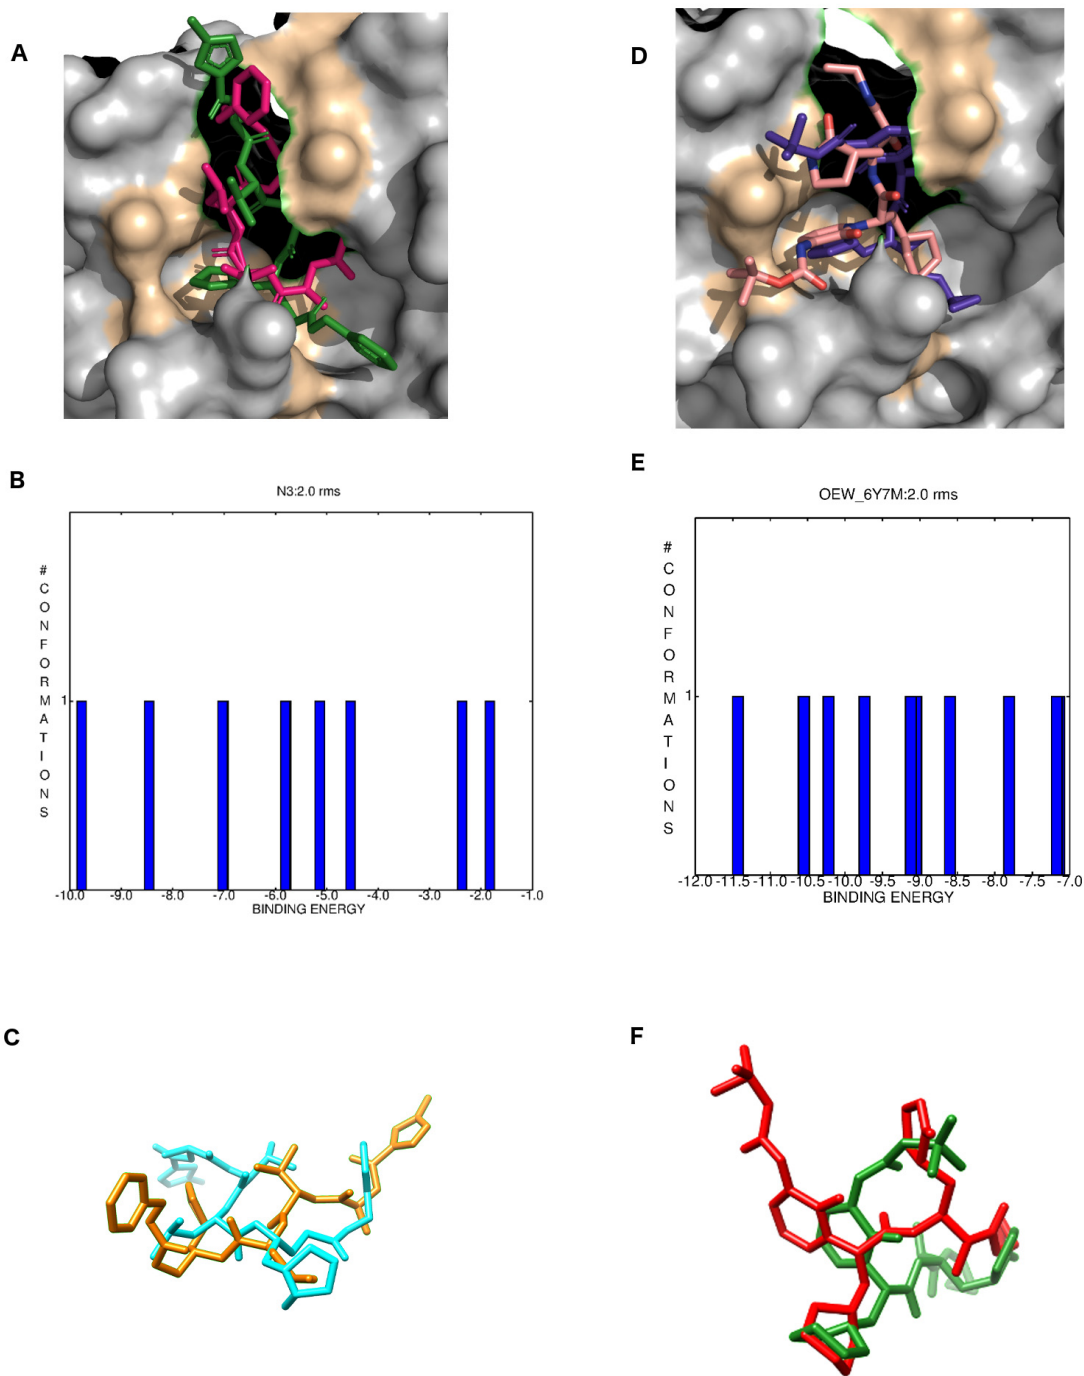 A
D
B
N3:2.0 rms
# CONFORMATIONS
1
-10.0 -9.0 -8.0 -7.0 -6.0 -5.0 -4.0 -3.0 -2.0 -1.0
BINDING ENERGY
E
OEW_6Y7M:2.0 rms
# CONFORMATIONS
1
-12.0 -11.5 -11.0 -10.5 -10.0 -9.5 -9.0 -8.5 -8.0 -7.5 -7.0
BINDING ENERGY
C
F